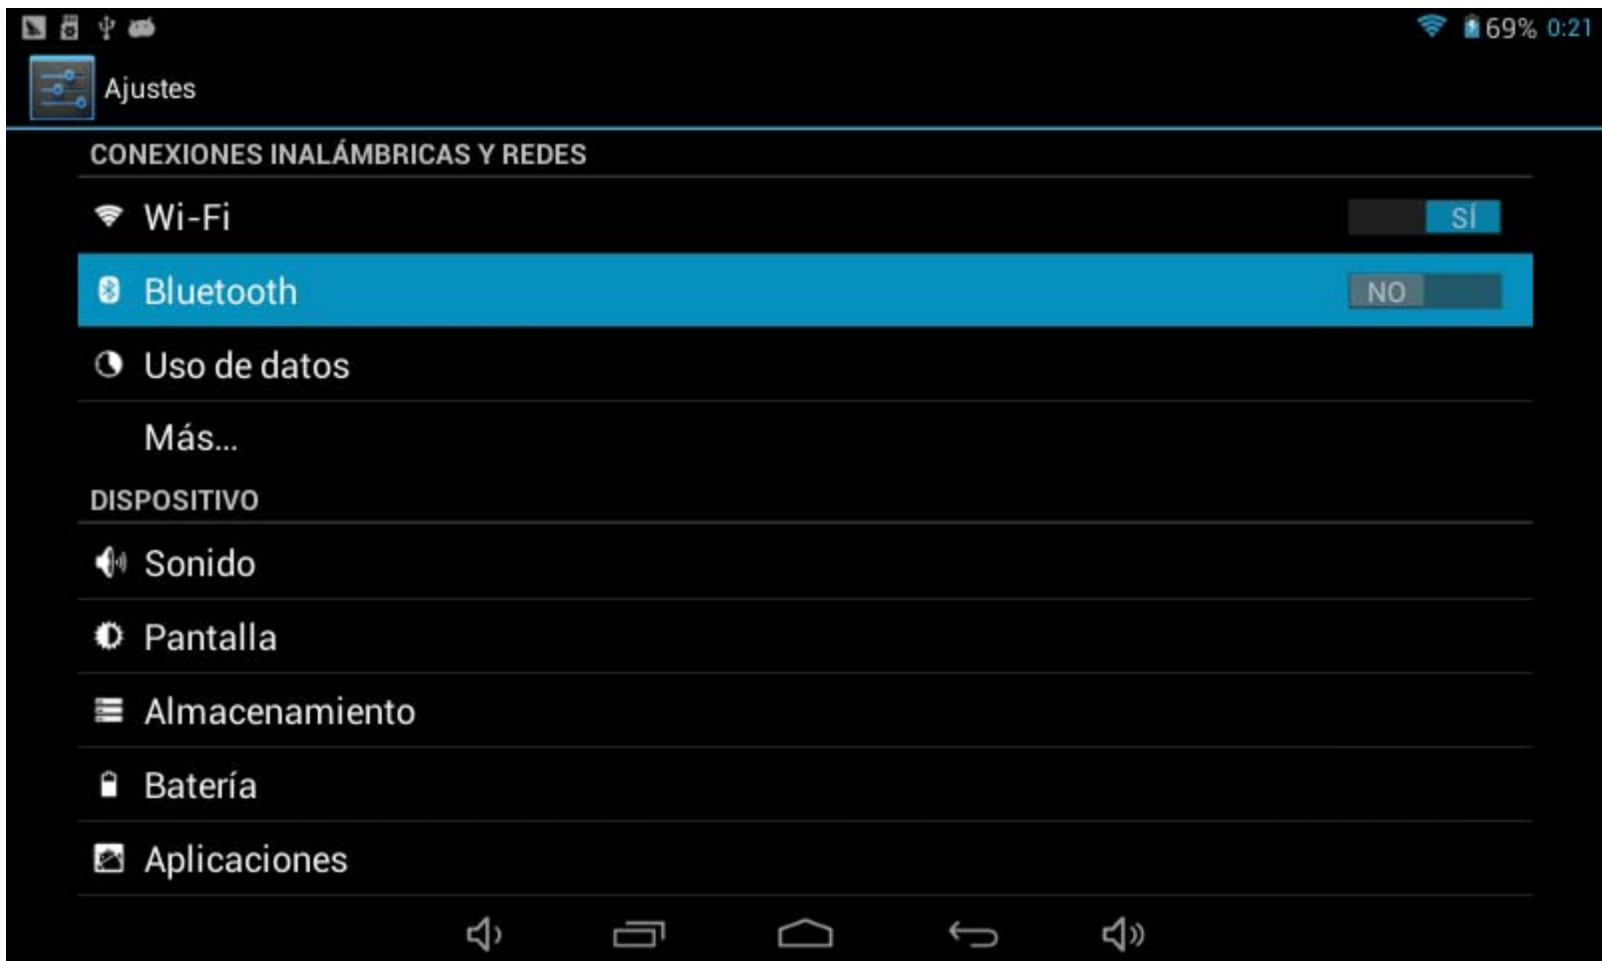 69% 0:21
Ajustes
CONEXIONES INALÁMBRICAS Y REDES
Wi-Fi SÍ
Bluetooth NO
Uso de datos
Más...
DISPOSITIVO
Sonido
Pantalla
Almacenamiento
Batería
Aplicaciones